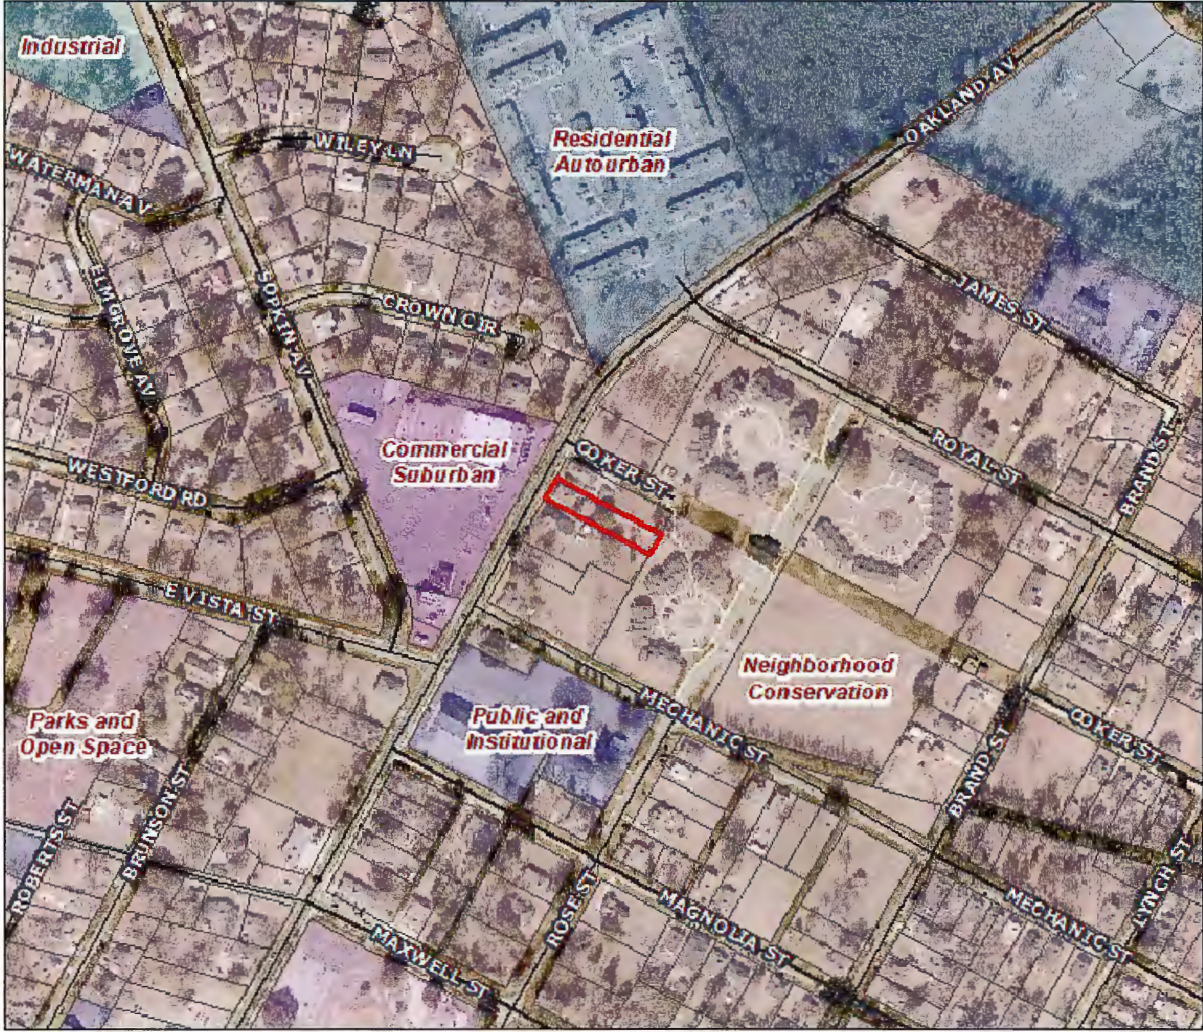 Industrial
OAKLAND AV
WILEY LN
Residential
Autourban
WATERMAN AV
ELMGROVE AV
SOPKIN AV
CROWN CIR
JAMES ST
Commercial
Suburban
COKER ST
ROYAL ST
BRAND ST
WESTFORD RD
E VISTA ST
Neighborhood
Conservation
Parks and
Open Space
Public and
Institutional
MECHANIC ST
COKER ST
BRAND ST
BRUNSON ST
ROBERTS ST
LYNCH ST
ROSE ST
MAGNOLIA ST
MECHANIC ST
MAXWELL ST